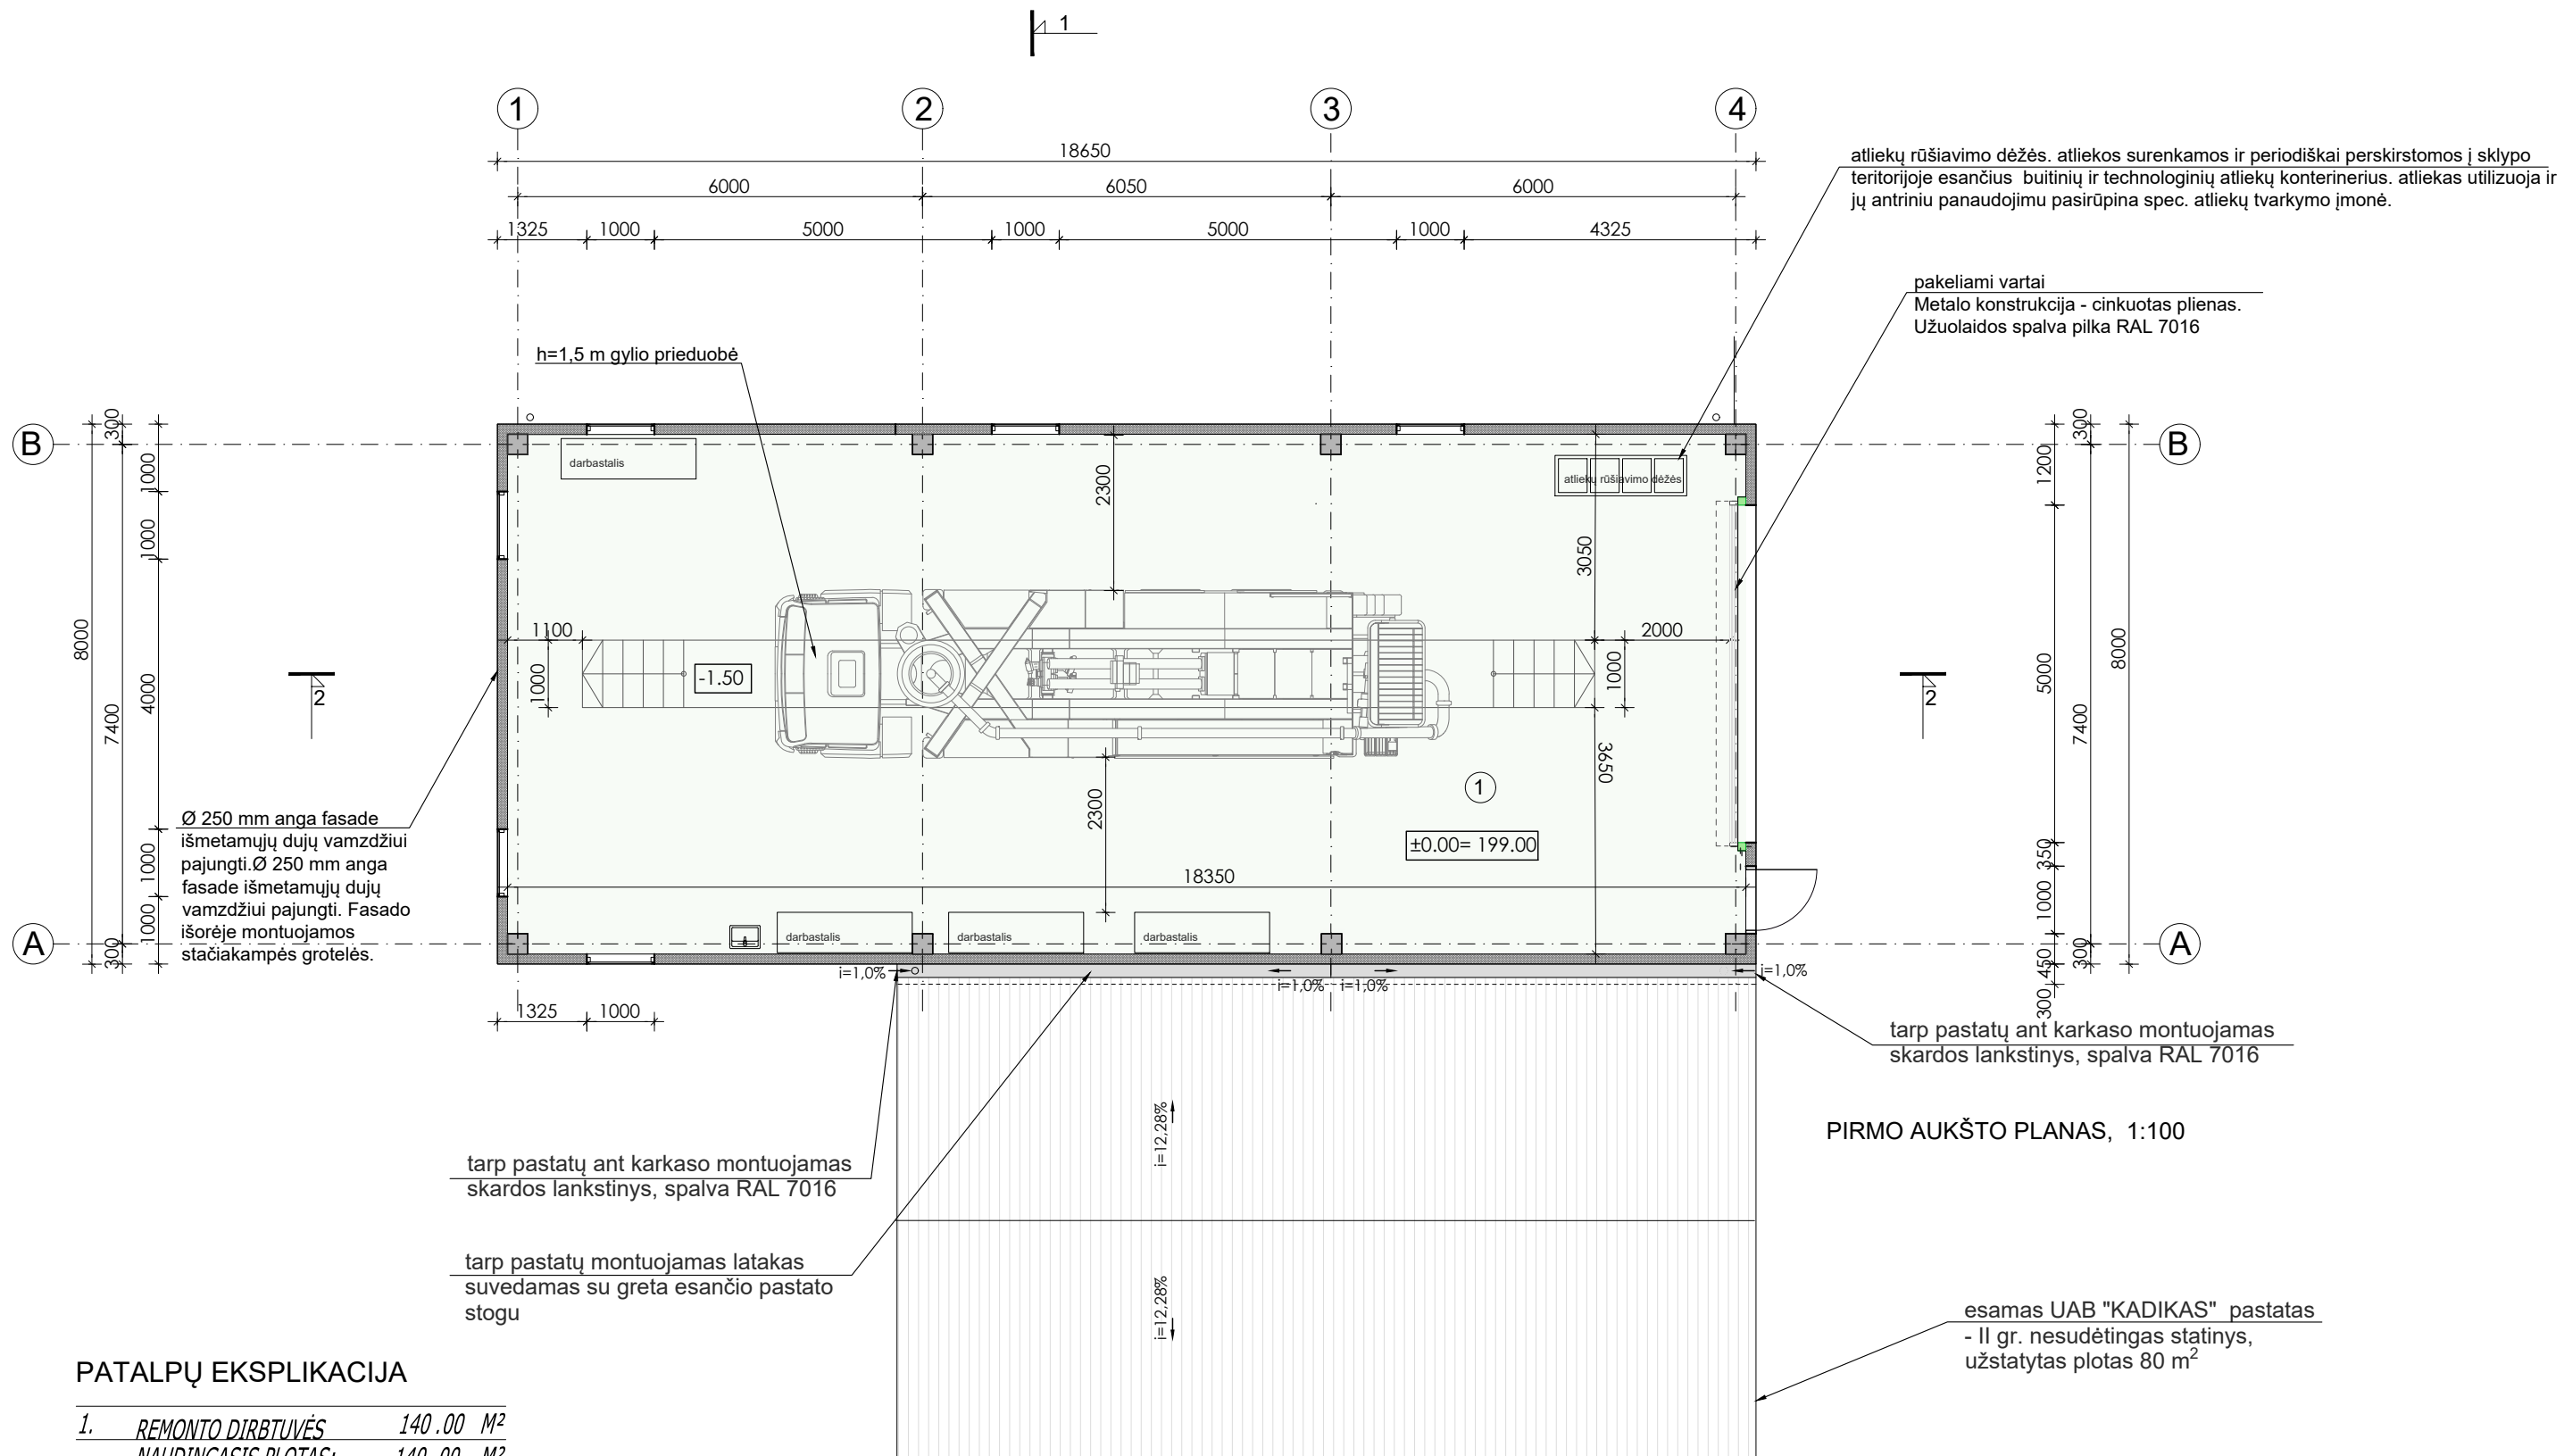 1
1
2
3
4
18650
6000
6050
6000
1325
1000
5000
1000
5000
1000
4325
atliekų rūšiavimo dėžės. atliekos surenkamos ir periodiškai perskirstomos į sklypo
teritorijoje esančius buitinių ir technologinių atliekų konterinerius. atliekas utilizuoja ir
jų antriniu panaudojimu pasirūpina spec. atliekų tvarkymo įmonė.
pakeliami vartai
Metalo konstrukcija - cinkuotas plienas.
Užuolaidos spalva pilka RAL 7016
h=1,5 m gylio prieduobė
B
B
300
1000
1000
8000
7400
4000
1000
1000
300
darbastalis
2300
atliekų rūšiavimo dėžės
3050
300
1200
1100
1000
-1.50
2000
1000
5000
7400
8000
2
2
2300
3650
1
±0.00= 199.00
18350
350
1000
300
450
300
Ø 250 mm anga fasade
išmetamųjų dujų vamzdžiui
pajungti.Ø 250 mm anga
fasade išmetamųjų dujų
vamzdžiui pajungti. Fasado
išorėje montuojamos
stačiakampės grotelės.
A
A
darbastalis
darbastalis
darbastalis
i=1,0%
i=1,0%
i=1,0%
i=1,0%
1325
1000
tarp pastatų ant karkaso montuojamas
skardos lankstinys, spalva RAL 7016
PIRMO AUKŠTO PLANAS, 1:100
i=12,28%
tarp pastatų ant karkaso montuojamas
skardos lankstinys, spalva RAL 7016
tarp pastatų montuojamas latakas
suvedamas su greta esančio pastato
stogu
i=12,28%
esamas UAB "KADIKAS" pastatas
- II gr. nesudėtingas statinys,
užstatytas plotas 80 m²
PATALPŲ EKSPLIKACIJA
1. REMONTO DIRBTUVĖS 140.00 M²
NAUDINGASIS PLOTAS: 140.00 M²